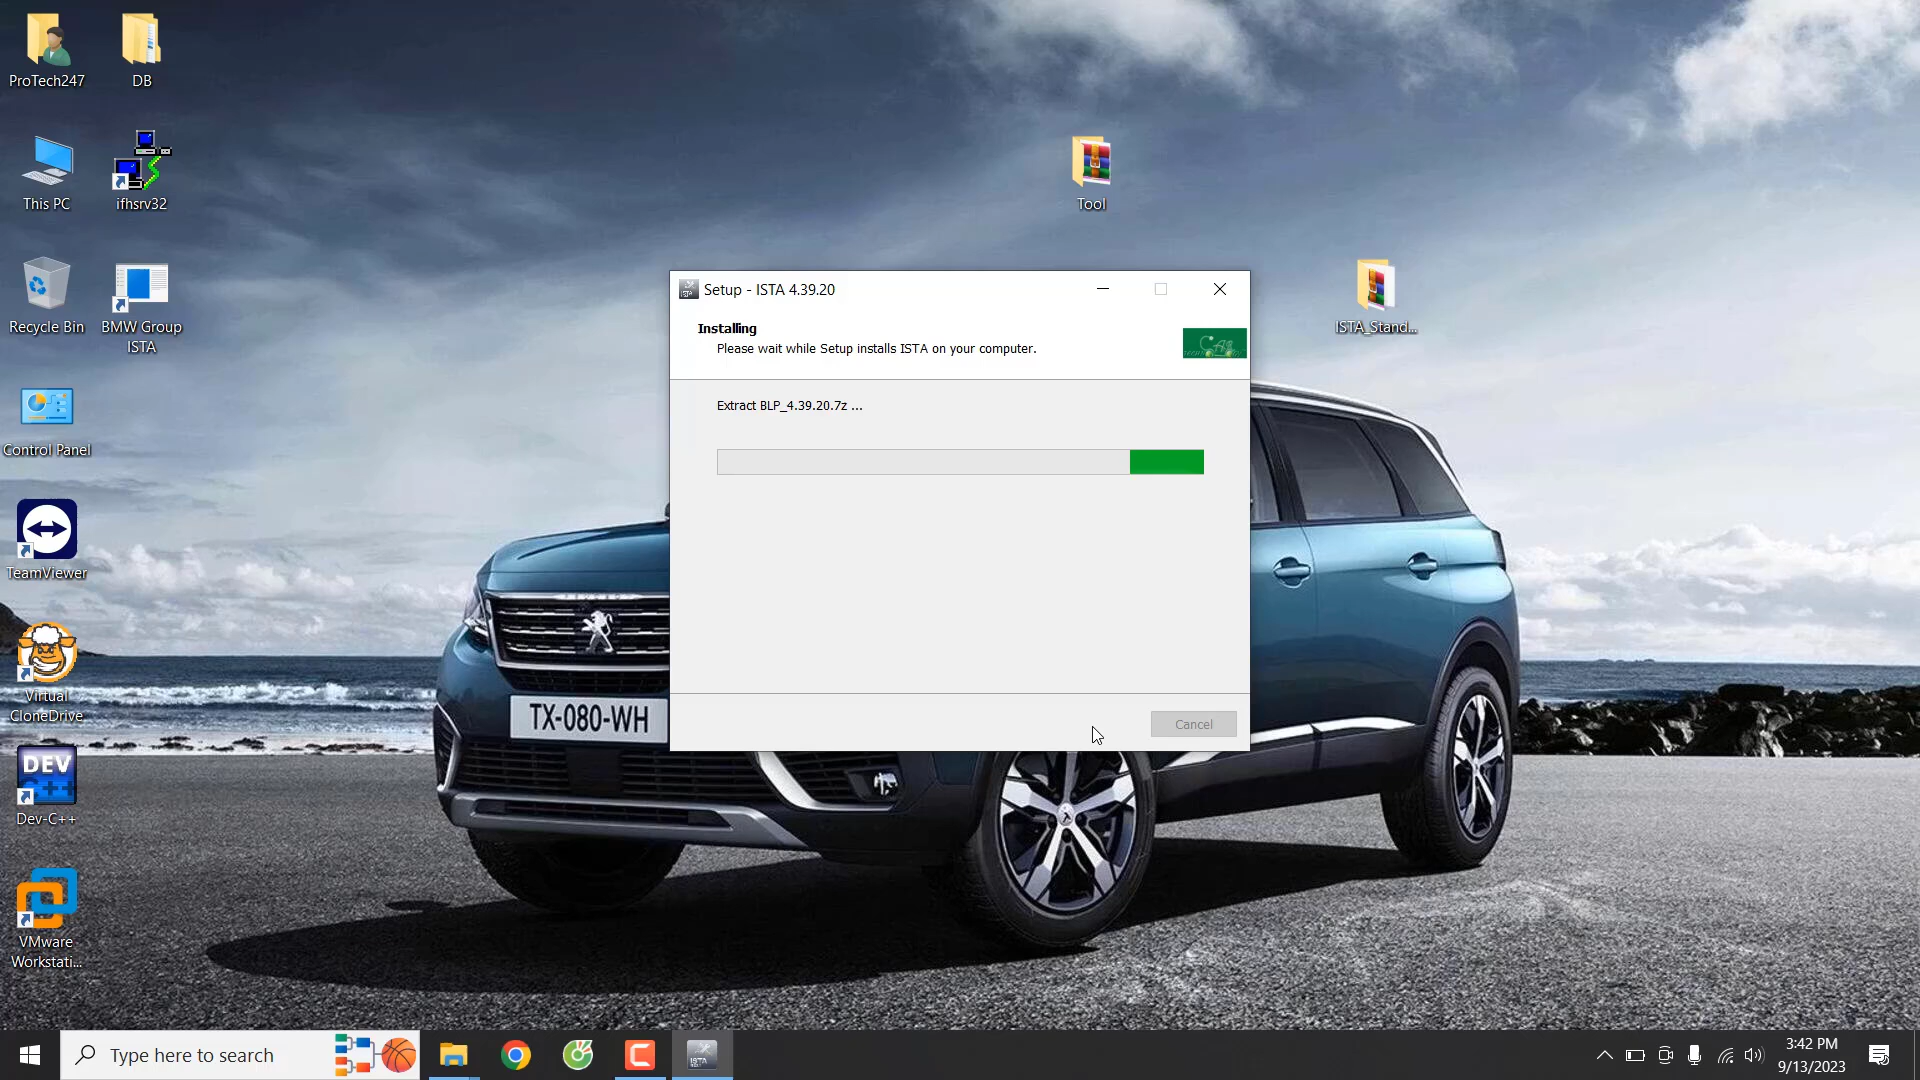 ProTech247
DB
This PC
ifhsrv32
Recycle Bin
BMW Group
ISTA
Control Panel
TeamViewer
Virtual
CloneDrive
DEV
C++
Dev-C++
VMware
Workstati...
Tool
ISTA_Stand...
Setup - ISTA 4.39.20
Installing
Please wait while Setup installs ISTA on your computer.
Extract BLP_4.39.20.7z ...
Cancel
TX-080-WH
Type here to search
ISTA
3:42 PM
9/13/2023